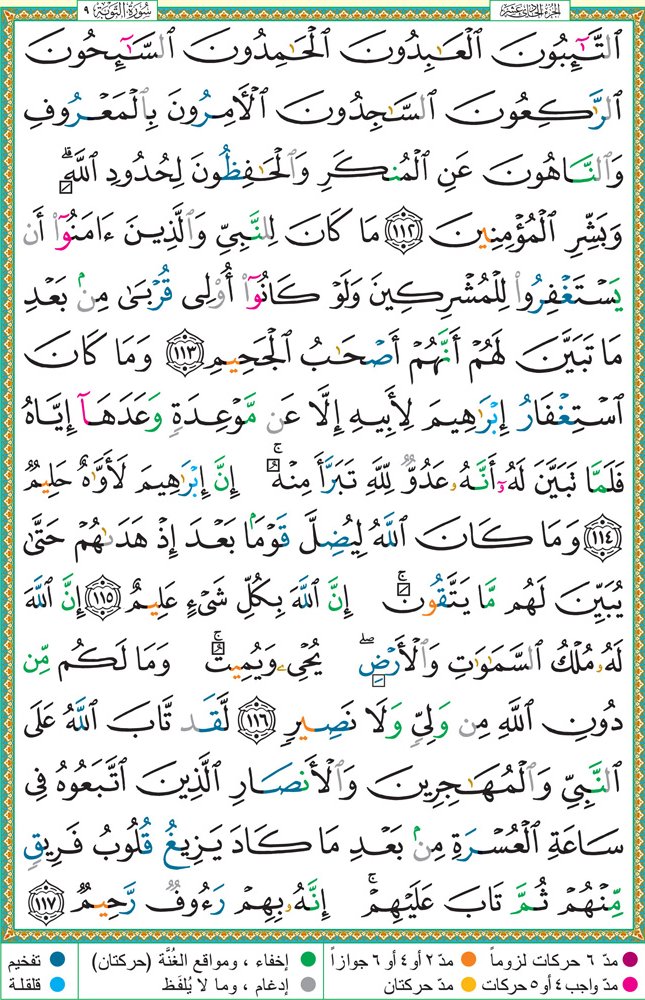 الجزء الحادي عشر
سُورَةُ التَّوْبَةِ ٩
ٱلتَّـٰٓئِبُونَ ٱلْعَـٰبِدُونَ ٱلْحَـٰمِدُونَ ٱلسَّـٰٓئِحُونَ
ٱلرَّٰكِعُونَ ٱلسَّـٰجِدُونَ ٱلْـَٔامِرُونَ بِٱلْمَعْرُوفِ
وَٱلنَّاهُونَ عَنِ ٱلْمُنكَرِ وَٱلْحَـٰفِظُونَ لِحُدُودِ ٱللَّهِ ۗ
وَبَشِّرِ ٱلْمُؤْمِنِينَ ١١٢ مَا كَانَ لِلنَّبِيِّ وَٱلَّذِينَ ءَامَنُوٓا۟ أَن
يَسْتَغْفِرُوا۟ لِلْمُشْرِكِينَ وَلَوْ كَانُوٓا۟ أُو۟لِى قُرْبَىٰ مِنۢ بَعْدِ
مَا تَبَيَّنَ لَهُمْ أَنَّهُمْ أَصْحَـٰبُ ٱلْجَحِيمِ ١١٣ وَمَا كَانَ
ٱسْتِغْفَارُ إِبْرَٰهِيمَ لِأَبِيهِ إِلَّا عَن مَّوْعِدَةٍ وَعَدَهَآ إِيَّاهُ
فَلَمَّا تَبَيَّنَ لَهُۥٓ أَنَّهُۥ عَدُوٌّ لِّلَّهِ تَبَرَّأَ مِنْهُ ۚ إِنَّ إِبْرَٰهِيمَ لَأَوَّٰهٌ حَلِيمٌ
١١٤ وَمَا كَانَ ٱللَّهُ لِيُضِلَّ قَوْمًۢا بَعْدَ إِذْ هَدَىٰهُمْ حَتَّىٰ
يُبَيِّنَ لَهُم مَّا يَتَّقُونَ ۚ إِنَّ ٱللَّهَ بِكُلِّ شَىْءٍ عَلِيمٌ ١١٥ إِنَّ ٱللَّهَ
لَهُۥ مُلْكُ ٱلسَّمَـٰوَٰتِ وَٱلْأَرْضِ ۖ يُحْىِۦ وَيُمِيتُ ۚ وَمَا لَكُم مِّن
دُونِ ٱللَّهِ مِن وَلِىٍّ وَلَا نَصِيرٍ ١١٦ لَّقَد تَّابَ ٱللَّهُ عَلَى
ٱلنَّبِيِّ وَٱلْمُهَـٰجِرِينَ وَٱلْأَنصَارِ ٱلَّذِينَ ٱتَّبَعُوهُ فِى
سَاعَةِ ٱلْعُسْرَةِ مِنۢ بَعْدِ مَا كَادَ يَزِيغُ قُلُوبُ فَرِيقٍ
مِّنْهُمْ ثُمَّ تَابَ عَلَيْهِمْ ۚ إِنَّهُۥ بِهِمْ رَءُوفٌ رَّحِيمٌ ١١٧
مدّ ٦ حركات لزوماً مدّ ٢ أو ٤ أو ٦ جوازاً إخفاء ، ومواقع الغُنَّة (حركتان) تفخيم
مدّ واجب ٤ أو ٥ حركات مدّ حركتان إدغام ، وما لا يُلفَظ قلقلة